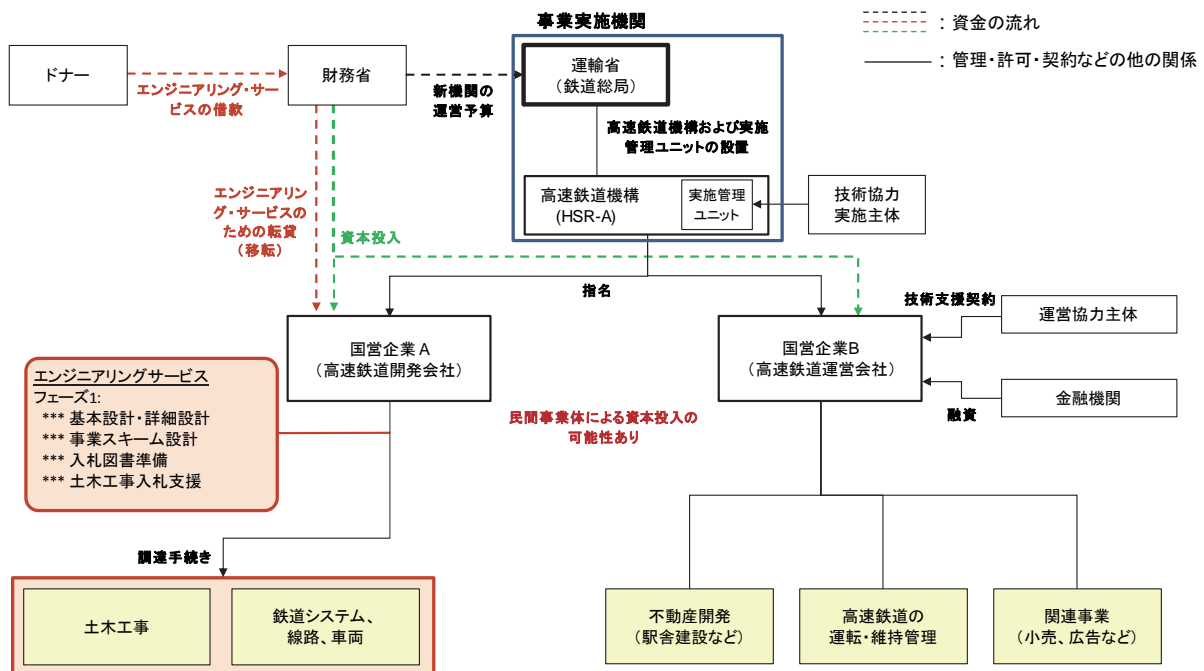 事業実施機関
: 資金の流れ
: 管理・許可・契約などの他の関係
ドナー
エンジニアリング・サー
ビスの借款
財務省
新機関の
運営予算
運輸省
（鉄道総局）
高速鉄道機構および実施
管理ユニットの設置
高速鉄道機構
(HSR-A)
実施管理
ユニット
技術協力
実施主体
エンジニアリン
グ・サービスの
ための転貸
（移転）
資本投入
指名
国営企業A
（高速鉄道開発会社）
国営企業B
（高速鉄道運営会社）
技術支援契約
運営協力主体
金融機関
融資
エンジニアリングサービス
フェーズ1:
*** 基本設計・詳細設計
*** 事業スキーム設計
*** 入札図書準備
*** 土木工事入札支援
民間事業体による資本投入の
可能性あり
調達手続き
土木工事
鉄道システム、
線路、車両
不動産開発
（駅舎建設など）
高速鉄道の
運転・維持管理
関連事業
（小売、広告など）